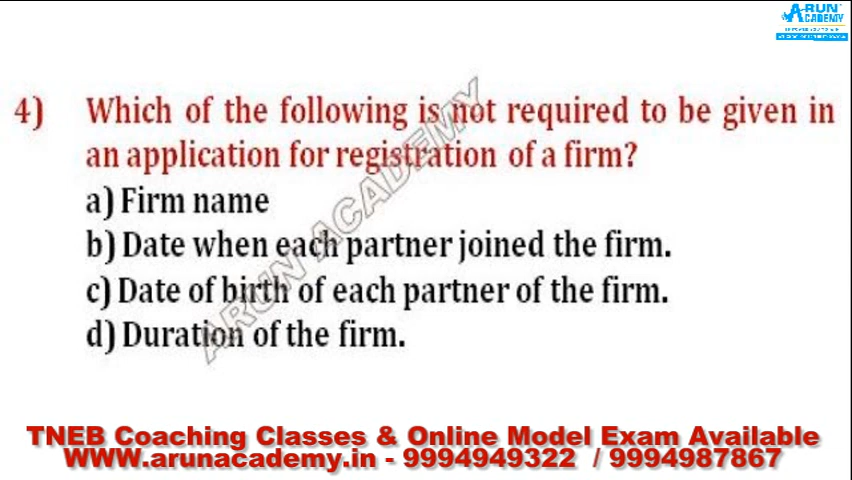 ARUN
ACADEMY
4) Which of the following is not required to be given in
an application for registration of a firm?
a) Firm name
b) Date when each partner joined the firm.
c) Date of birth of each partner of the firm.
d) Duration of the firm.
ARUN ACADEMY
TNEB Coaching Classes & Online Model Exam Available
WWW.arunacademy.in - 9994949322 / 9994987867